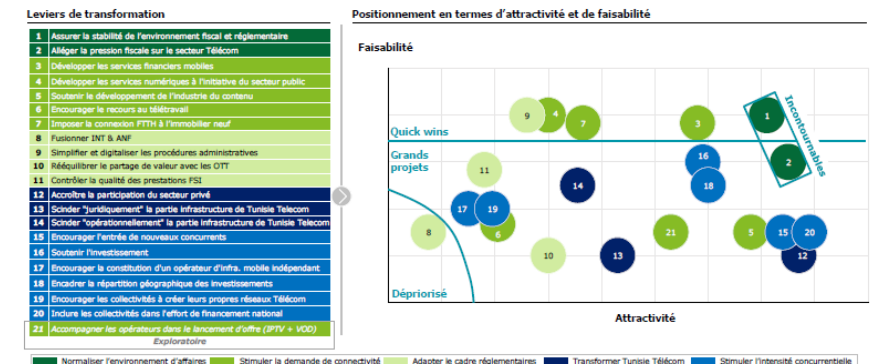 Leviers de transformation
1 Assurer la stabilité de l'environnement fiscal et réglementaire
2 Alléger la pression fiscale sur le secteur Télécom
3 Développer les services financiers mobiles
4 Développer les services numériques à l'initiative du secteur public
5 Soutenir le développement de l'industrie du contenu
6 Encourager le recours au télétravail
7 Imposer la connexion FTTH à l'immobilier neuf
8 Fusionner INT & ANF
9 Simplifier et digitaliser les procédures administratives
10 Rééquilibrer le partage de valeur avec les OTT
11 Contrôler la qualité des prestations FSI
12 Accroître la participation du secteur privé
13 Scinder "juridiquement" la partie infrastructure de Tunisie Telecom
14 Scinder "opérationnellement" la partie infrastructure de Tunisie Telecom
15 Encourager l'entrée de nouveaux concurrents
16 Soutenir l'investissement
17 Encourager la constitution d'un opérateur d'infra. mobile indépendant
18 Encadrer la répartition géographique des investissements
19 Encourager les collectivités à créer leurs propres réseaux Télécom
20 Inclure les collectivités dans l'effort de financement national
21 Accompagner les opérateurs dans le lancement d'offre (IPTV + VOD)
Exploratoire
Positionnement en termes d'attractivité et de faisabilité
Faisabilité
9 4 7 3 1
Incontournables
Quick wins
Grands
projets
16 2
11
14 18
17 19
8 6 21 5 15 20
10 13 12
Dépriorisé
Attractivité
Normaliser l'environnement d'affaires Stimuler la demande de connectivité Adapter le cadre réglementaires Transformer Tunisie Télécom Stimuler l'intensité concurrentielle